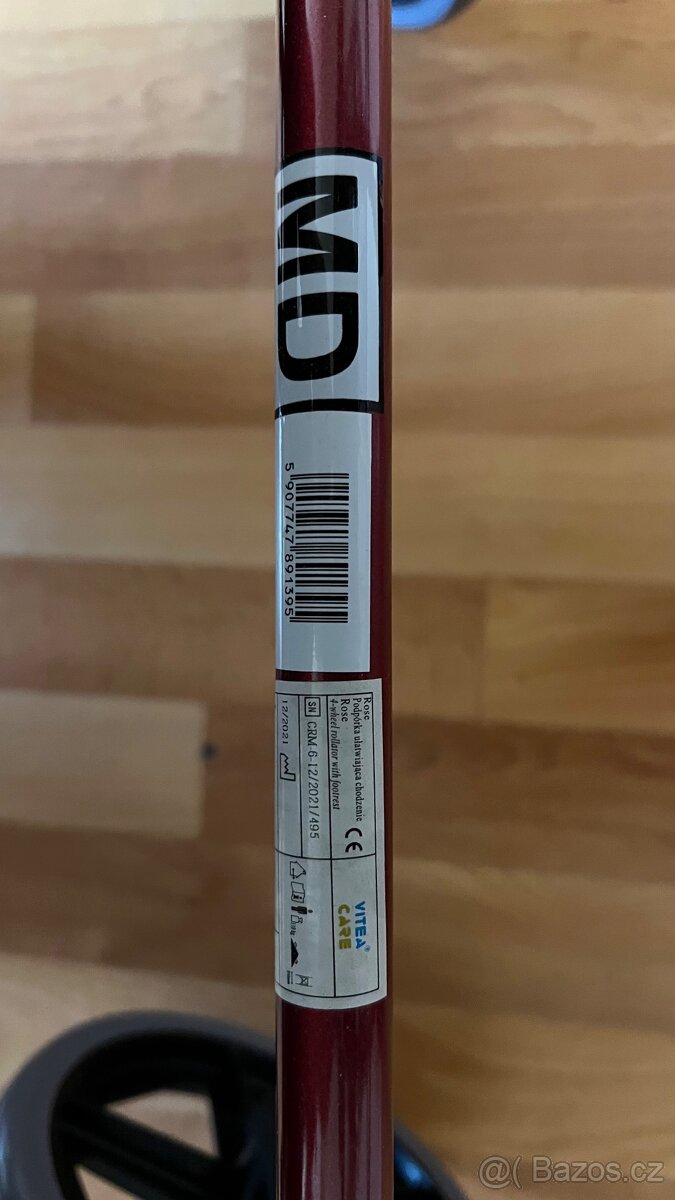 MD
5 907747 891395
Rose
Podpórka ułatwiająca chodzenie
Rose
4-wheel rollator with footrest
SN CRM-6-12/2021/495
12/2021
CE
VITEA®
CARE
@ Bazos.cz